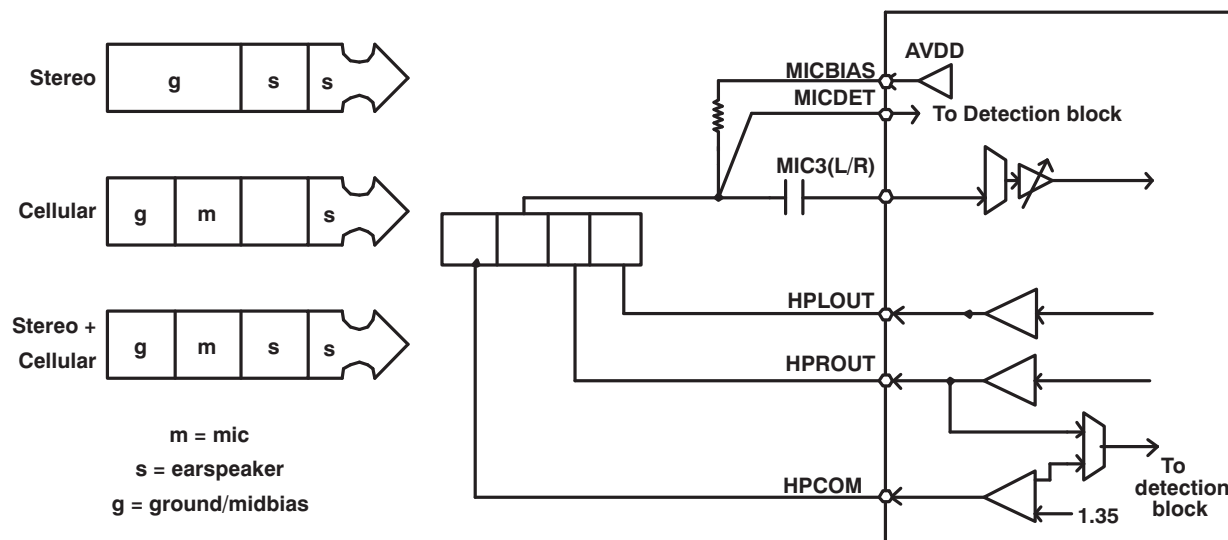 Stereo
g
s
s
Cellular
g
m
s
Stereo +
Cellular
g
m
s
s
m = mic
s = earspeaker
g = ground/midbias
AVDD
MICBIAS
MICDET
To Detection block
MIC3(L/R)
HPLOUT
HPROUT
HPCOM
1.35
To
detection
block